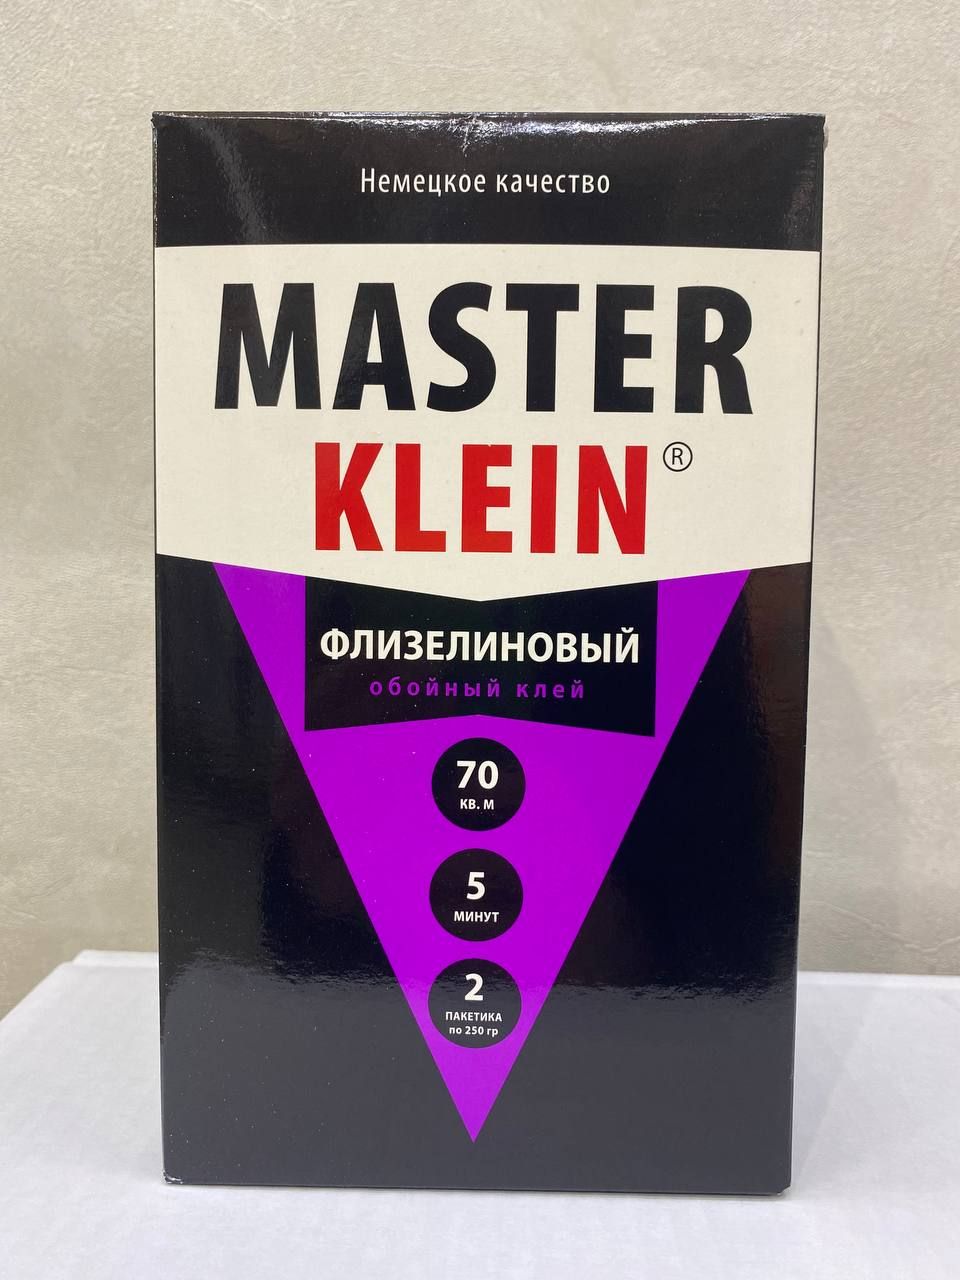 Немецкое качество
MASTER
KLEIN®
ФЛИЗЕЛИНОВЫЙ
обойный клей
70
КВ. М
5
МИНУТ
2
ПАКЕТИКА
по 250 гр